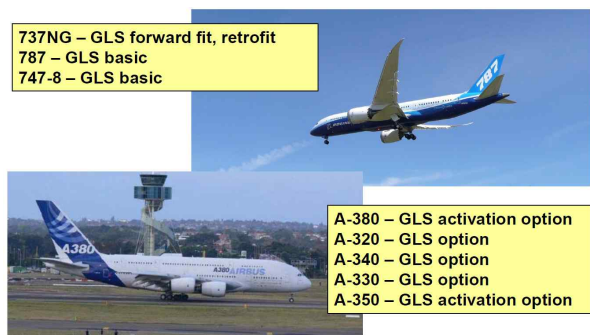 737NG – GLS forward fit, retrofit
787 – GLS basic
747-8 – GLS basic
787
BOEING
A380
A380 AIRBUS
A-380 – GLS activation option
A-320 – GLS option
A-340 – GLS option
A-330 – GLS option
A-350 – GLS activation option